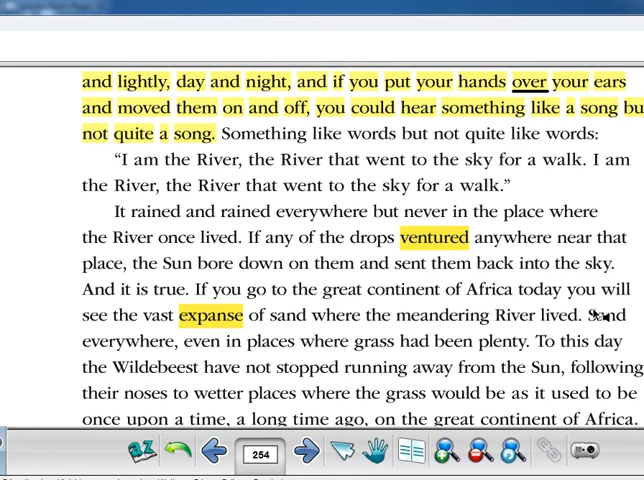 and lightly, day and night, and if you put your hands over your ears
and moved them on and off, you could hear something like a song bu
not quite a song. Something like words but not quite like words:
“I am the River, the River that went to the sky for a walk. I am
the River, the River that went to the sky for a walk.”
It rained and rained everywhere but never in the place where
the River once lived. If any of the drops ventured anywhere near that
place, the Sun bore down on them and sent them back into the sky.
And it is true. If you go to the great continent of Africa today you will
see the vast expanse of sand where the meandering River lived. Sand
everywhere, even in places where grass had been plenty. To this day
the Wildebeest have not stopped running away from the Sun, following
their noses to wetter places where the grass would be as it used to be
once upon a time, a long time ago, on the great continent of Africa.
aZ
254